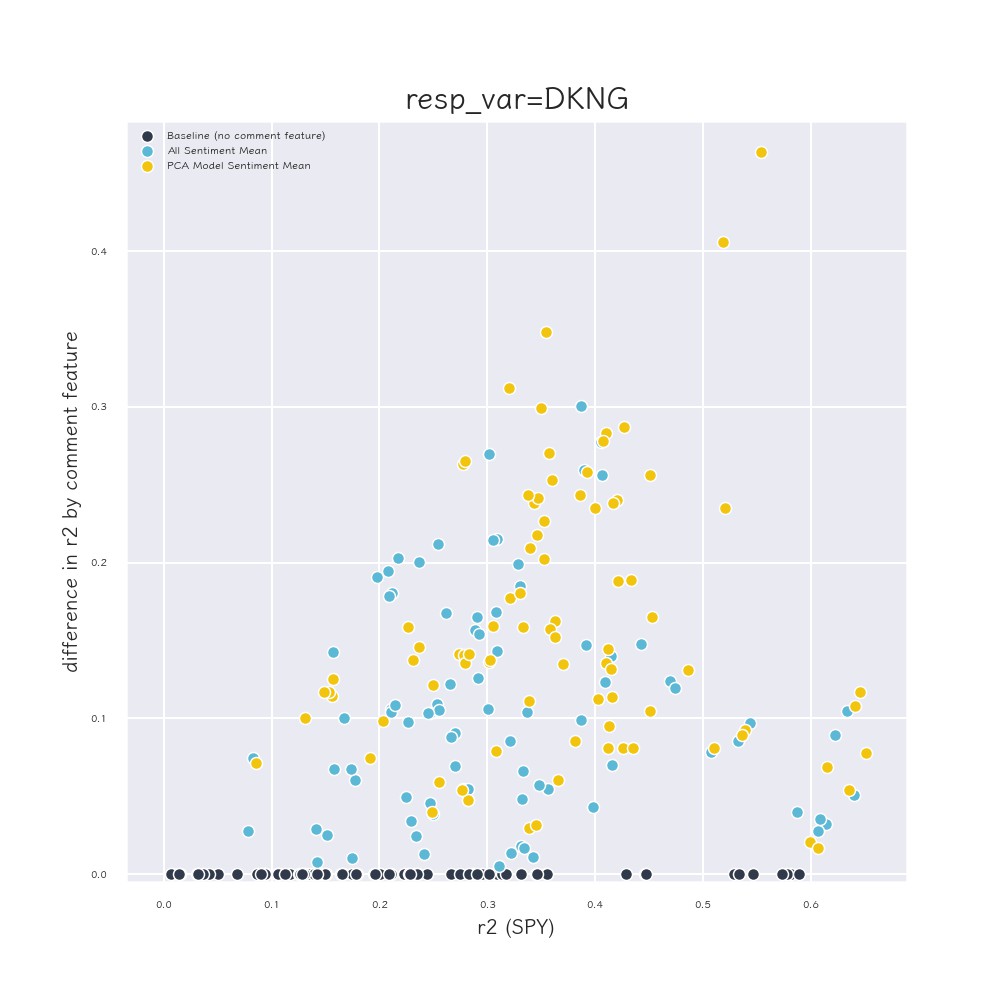 resp_var=DKNG
Baseline (no comment feature)
All Sentiment Mean
PCA Model Sentiment Mean
difference in r2 by comment feature
0.4
0.3
0.2
0.1
0.0
0.0 0.1 0.2 0.3 0.4 0.5 0.6
r2 (SPY)